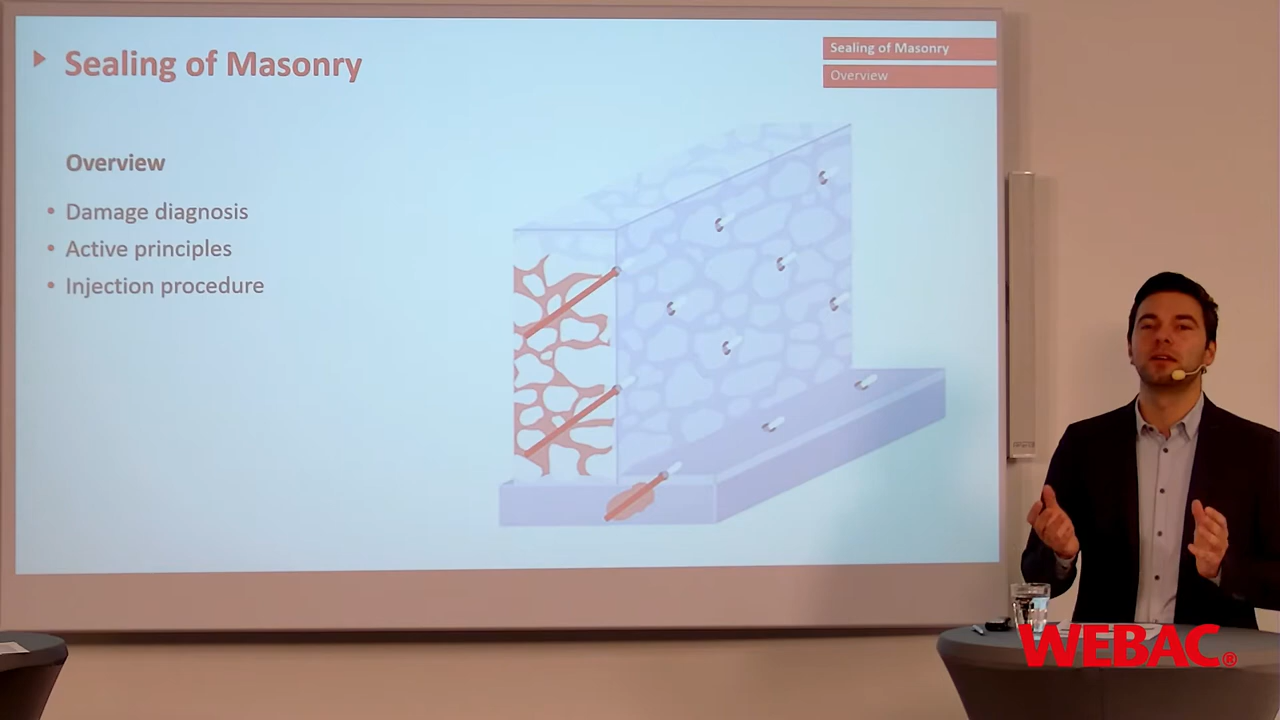 Sealing of Masonry
Sealing of Masonry
Overview
Overview
• Damage diagnosis
• Active principles
• Injection procedure
WEBAC®